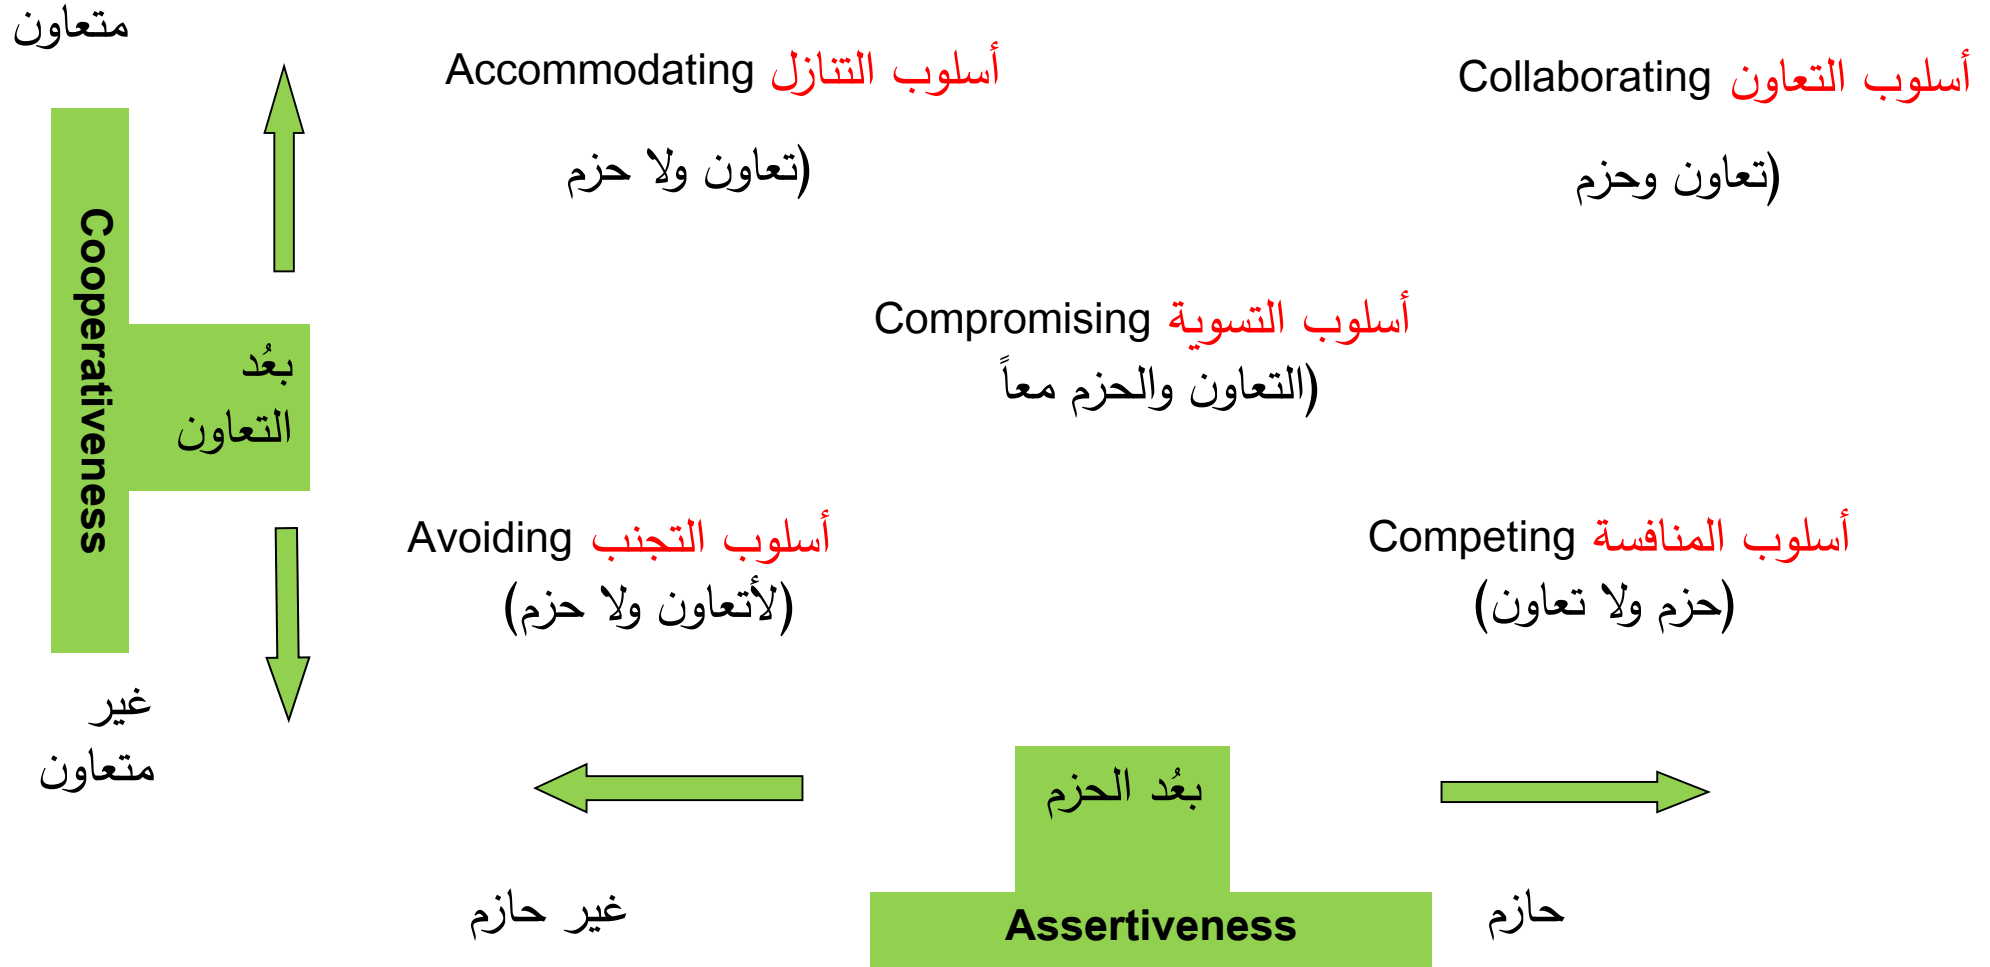 متعاون
أسلوب التنازل Accommodating
(تعاون ولا حزم
أسلوب التعاون Collaborating
(تعاون وحزم
Cooperativeness
بعُد
التعاون
أسلوب التسوية Compromising
(التعاون والحزم معاً
أسلوب التجنب Avoiding
(لأتعاون ولا حزم)
أسلوب المنافسة Competing
(حزم ولا تعاون)
غير
متعاون
بعُد الحزم
غير حازم
Assertiveness
حازم